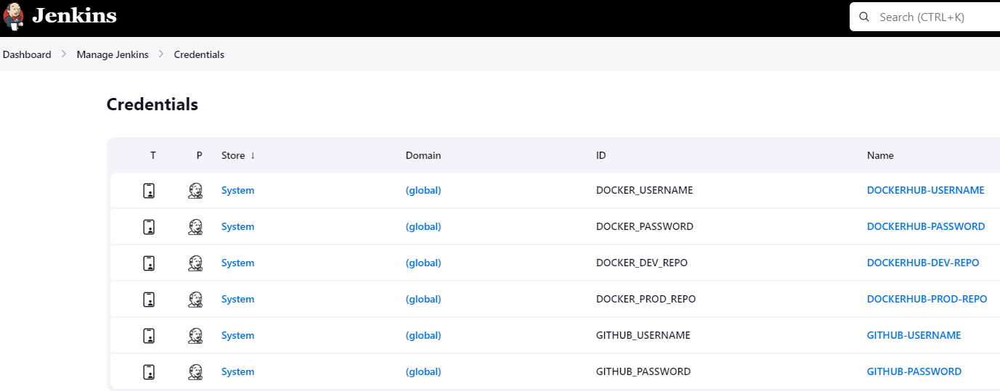 Jenkins
Search (CTRL+K)
Dashboard > Manage Jenkins > Credentials
Credentials
T P Store ↓ Domain ID Name
System (global) DOCKER_USERNAME DOCKERHUB-USERNAME
System (global) DOCKER_PASSWORD DOCKERHUB-PASSWORD
System (global) DOCKER_DEV_REPO DOCKERHUB-DEV-REPO
System (global) DOCKER_PROD_REPO DOCKERHUB-PROD-REPO
System (global) GITHUB_USERNAME GITHUB-USERNAME
System (global) GITHUB_PASSWORD GITHUB-PASSWORD